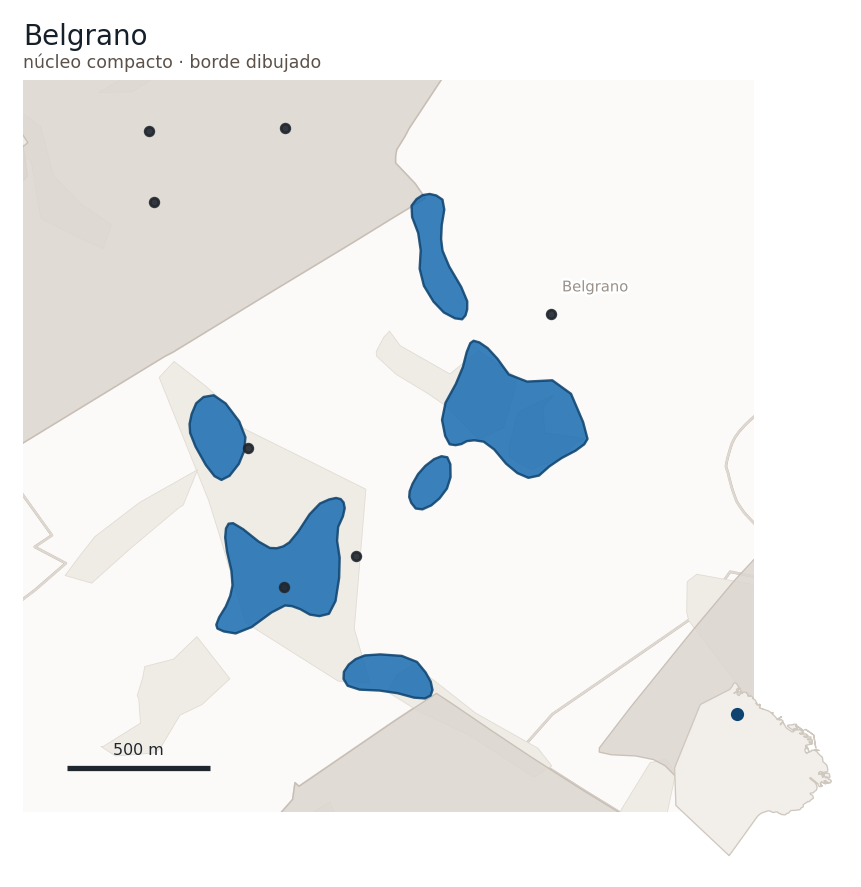 Belgrano
núcleo compacto · borde dibujado
Belgrano
500 m